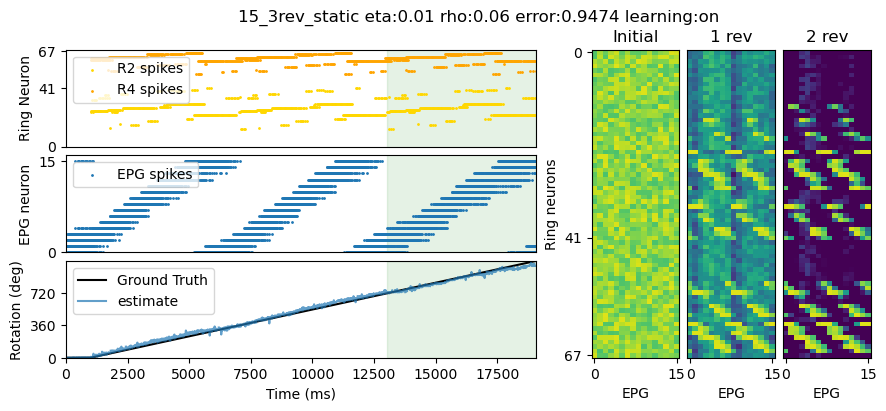 15_3rev_static eta:0.01 rho:0.06 error:0.9474 learning:on
Ring Neuron
67
41
0
R2 spikes
R4 spikes
EPG neuron
15
0
EPG spikes
Rotation (deg)
720
360
0
Ground Truth
estimate
0 2500 5000 7500 10000 12500 15000 17500
Time (ms)
Initial 1 rev 2 rev
Ring neurons
0
41
67
0 15 0 15 0 15
EPG EPG EPG